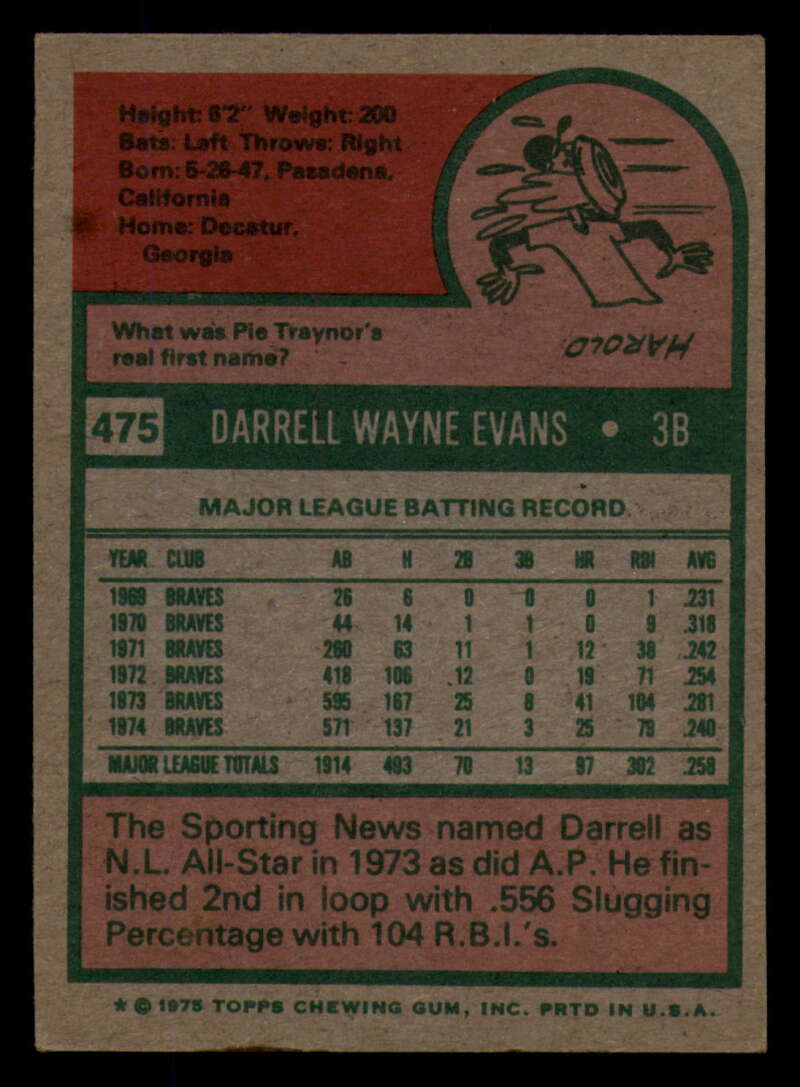 Height: 6'2" Weight: 200
Bats: Left Throws: Right
Born: 5-26-47, Pasadena,
California
Home: Decatur,
Georgia
What was Pie Traynor's
real first name?
HAROLD.
475 DARRELL WAYNE EVANS • 3B
MAJOR LEAGUE BATTING RECORD
YEAR CLUB AB H 2B 3B HR RBI AVG
1969 BRAVES 26 6 0 0 0 1 .231
1970 BRAVES 44 14 1 1 0 9 .318
1971 BRAVES 260 63 11 1 12 38 .242
1972 BRAVES 418 106 12 0 19 71 .254
1973 BRAVES 595 167 25 8 41 104 .281
1974 BRAVES 571 137 21 3 25 79 .240
MAJOR LEAGUE TOTALS 1914 493 70 13 97 302 .258
The Sporting News named Darrell as
N.L. All-Star in 1973 as did A.P. He fin-
ished 2nd in loop with .556 Slugging
Percentage with 104 R.B.I.'s.
* © 1975 TOPPS CHEWING GUM, INC. PRTD IN U.S.A.